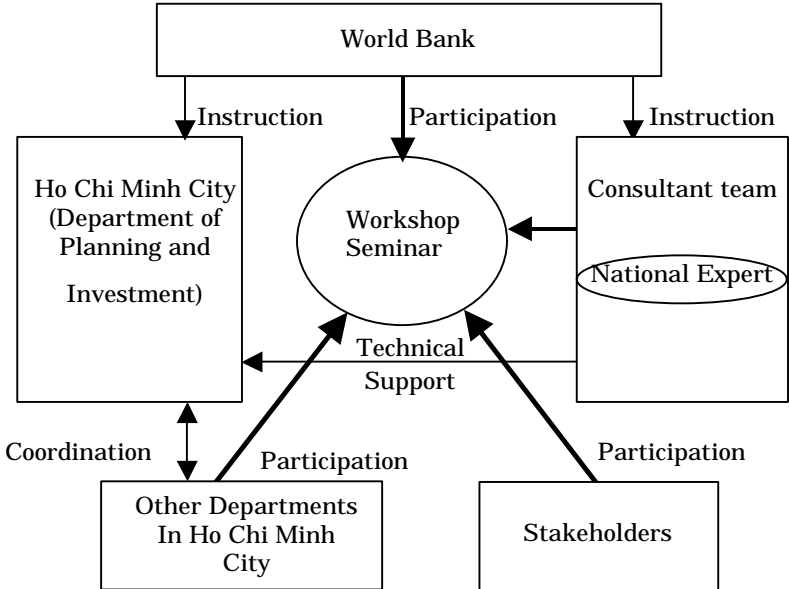 World Bank
Instruction
Participation
Instruction
Ho Chi Minh City
(Department of
Planning and
Investment)
Workshop
Seminar
Consultant team
National Expert
Technical
Support
Coordination
Participation
Participation
Other Departments
In Ho Chi Minh
City
Stakeholders